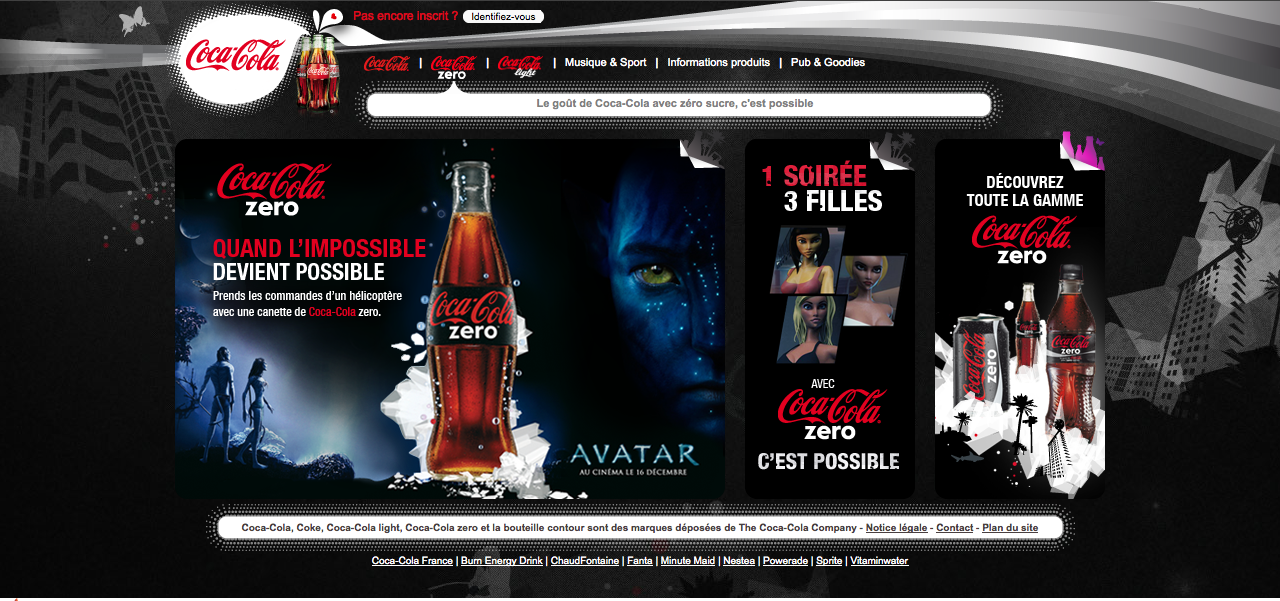 Coca-Cola
Pas encore inscrit ? Identifiez-vous
Coca-Cola | Coca-Cola zero | Coca-Cola light | Musique & Sport | Informations produits | Pub & Goodies
Le goût de Coca-Cola avec zéro sucre, c'est possible
Coca-Cola
zero
QUAND L'IMPOSSIBLE
DEVIENT POSSIBLE
Prends les commandes d'un hélicoptère
avec une canette de Coca-Cola zero.
Coca-Cola
zero
AVATAR
AU CINÉMA LE 16 DÉCEMBRE
1 SOIRÉE
3 FILLES
AVEC
Coca-Cola
zero
C'EST POSSIBLE
DÉCOUVREZ
TOUTE LA GAMME
Coca-Cola
zero
Coca-Cola
zero
Coca-Cola
zero
Coca-Cola
zero
Coca-Cola, Coke, Coca-Cola light, Coca-Cola zero et la bouteille contour sont des marques déposées de The Coca-Cola Company - Notice légale - Contact - Plan du site
Coca-Cola France | Burn Energy Drink | ChaudFontaine | Fanta | Minute Maid | Nestea | Powerade | Sprite | Vitaminwater